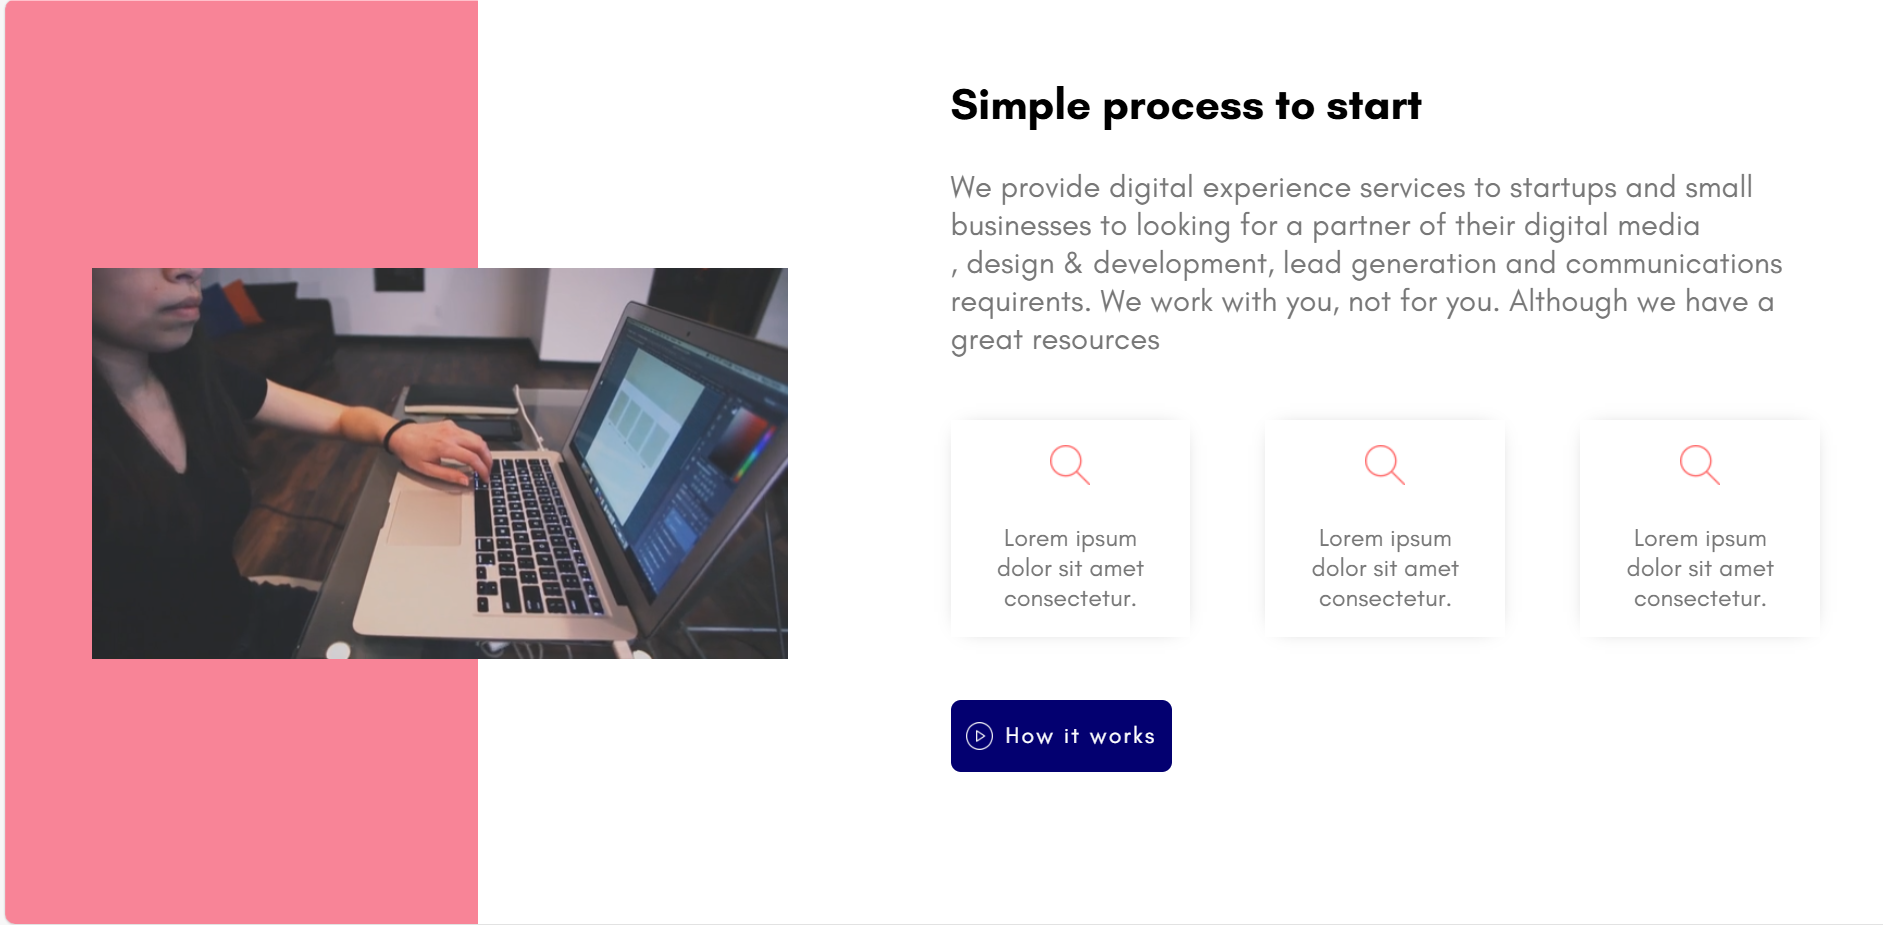 Simple process to start
We provide digital experience services to startups and small
businesses to looking for a partner of their digital media
, design & development, lead generation and communications
requirents. We work with you, not for you. Although we have a
great resources
Lorem ipsum
dolor sit amet
consectetur.
Lorem ipsum
dolor sit amet
consectetur.
Lorem ipsum
dolor sit amet
consectetur.
How it works